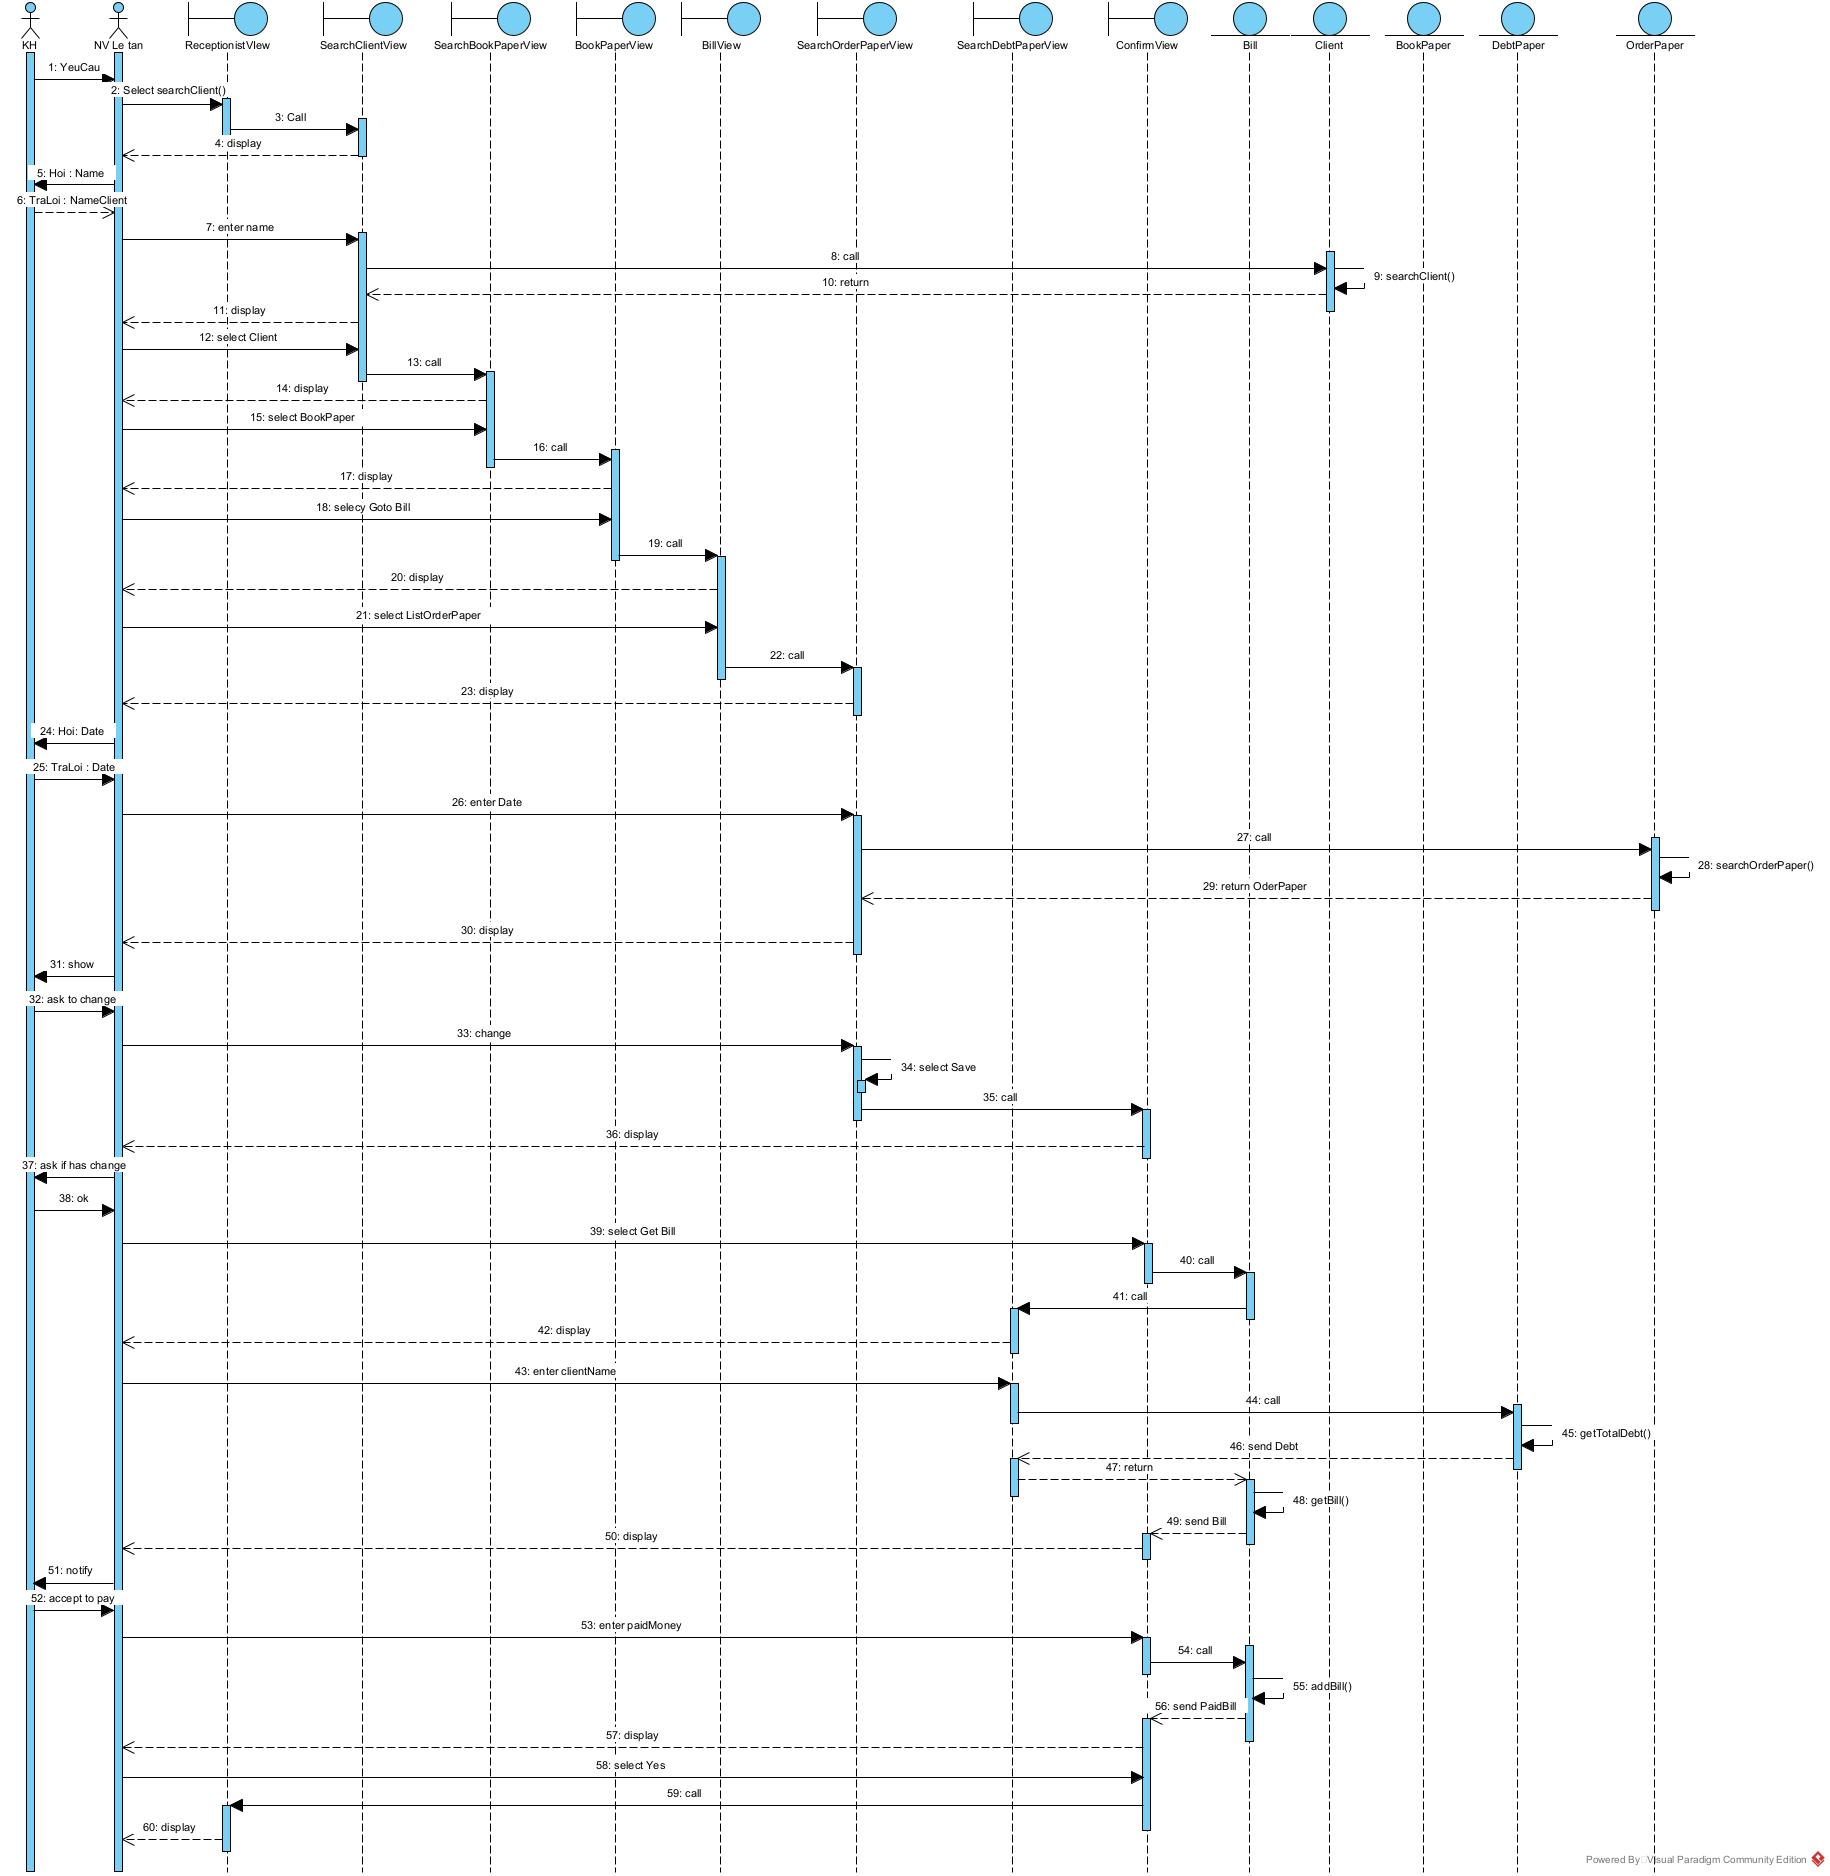 KH
NV Le tan
ReceptionistVIew
SearchClientView
SearchBookPaperView
BookPaperView
BillView
SearchOrderPaperView
SearchDebtPaperView
ConfirmView
Bill
Client
BookPaper
DebtPaper
OrderPaper
1: YeuCau
2: Select searchClient()
3: Call
4: display
5: Hoi : Name
6: TraLoi : NameClient
7: enter name
8: call
9: searchClient()
10: return
11: display
12: select Client
13: call
14: display
15: select BookPaper
16: call
17: display
18: selecy Goto Bill
19: call
20: display
21: select ListOrderPaper
22: call
23: display
24: Hoi: Date
25: TraLoi : Date
26: enter Date
27: call
28: searchOrderPaper()
29: return OderPaper
30: display
31: show
32: ask to change
33: change
34: select Save
35: call
36: display
37: ask if has change
38: ok
39: select Get Bill
40: call
41: call
42: display
43: enter clientName
44: call
45: getTotalDebt()
46: send Debt
47: return
48: getBill()
49: send Bill
50: display
51: notify
52: accept to pay
53: enter paidMoney
54: call
55: addBill()
56: send PaidBill
57: display
58: select Yes
59: call
60: display
Powered By Visual Paradigm Community Edition